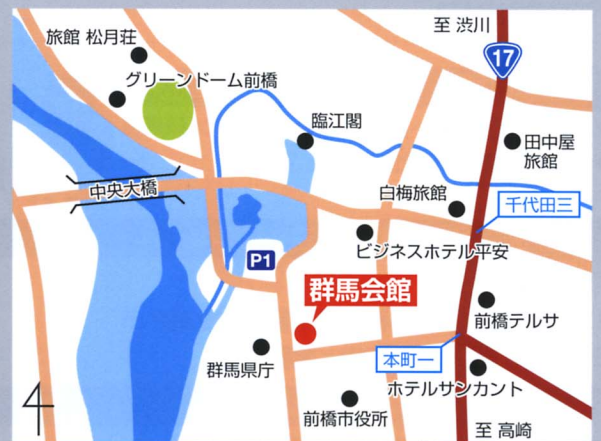 至 渋川
17
旅館 松月荘
グリーンドーム前橋
臨江閣
田中屋
旅館
中央大橋
白梅旅館
千代田三
ビジネスホテル平安
P1
群馬会館
前橋テルサ
群馬県庁
本町一
ホテルサンカント
前橋市役所
至 高崎